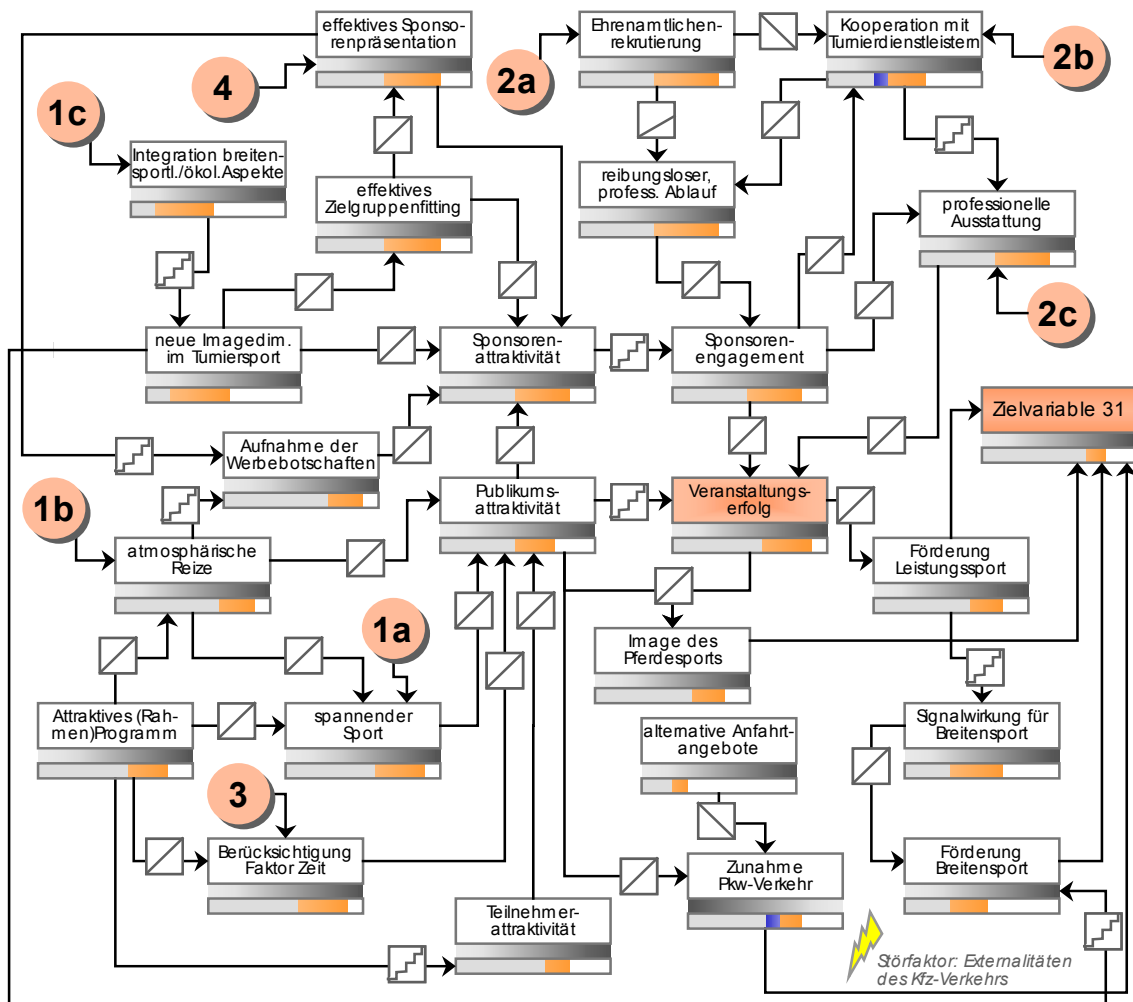 effektives Sponso-
renpräsentation
Ehrenamtlichen-
rekrutierung
Kooperation mit
Turnierdienstleistern
4
2a
2b
1c
Integration breiten-
sportl./ökol.Aspekte
effektives
Zielgruppenfitting
reibungsloser,
profess. Ablauf
professionelle
Ausstattung
2c
neue Imagedim.
im Turniersport
Sponsoren-
attraktivität
Sponsoren-
engagement
Zielvariable 31
Aufnahme der
Werbebotschaften
Publikums-
attraktivität
Veranstaltungs-
erfolg
1b
atmosphärische
Reize
Förderung
Leistungssport
1a
Image des
Pferdesports
Attraktives (Rah-
men)Programm
spannender
Sport
alternative Anfahrt-
angebote
Signalwirkung für
Breitensport
3
Berücksichtigung
Faktor Zeit
Zunahme
Pkw-Verkehr
Förderung
Breitensport
Teilnehmer-
attraktivität
Störfaktor: Externalitäten
des Kfz-Verkehrs